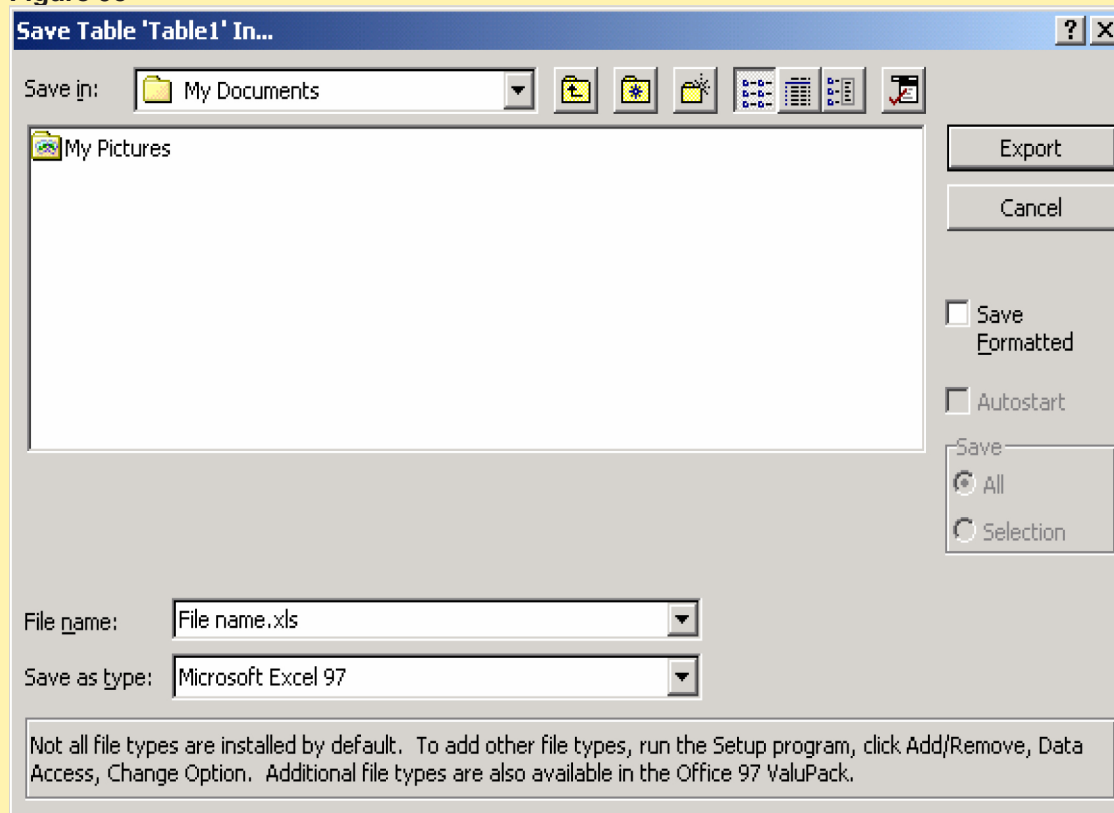 Save Table 'Table1' In...
Save in:
My Documents
My Pictures
Export
Cancel
Save
Formatted
Autostart
Save
All
Selection
File name:
File name.xls
Save as type:
Microsoft Excel 97
Not all file types are installed by default. To add other file types, run the Setup program, click Add/Remove, Data
Access, Change Option. Additional file types are also available in the Office 97 ValuPack.